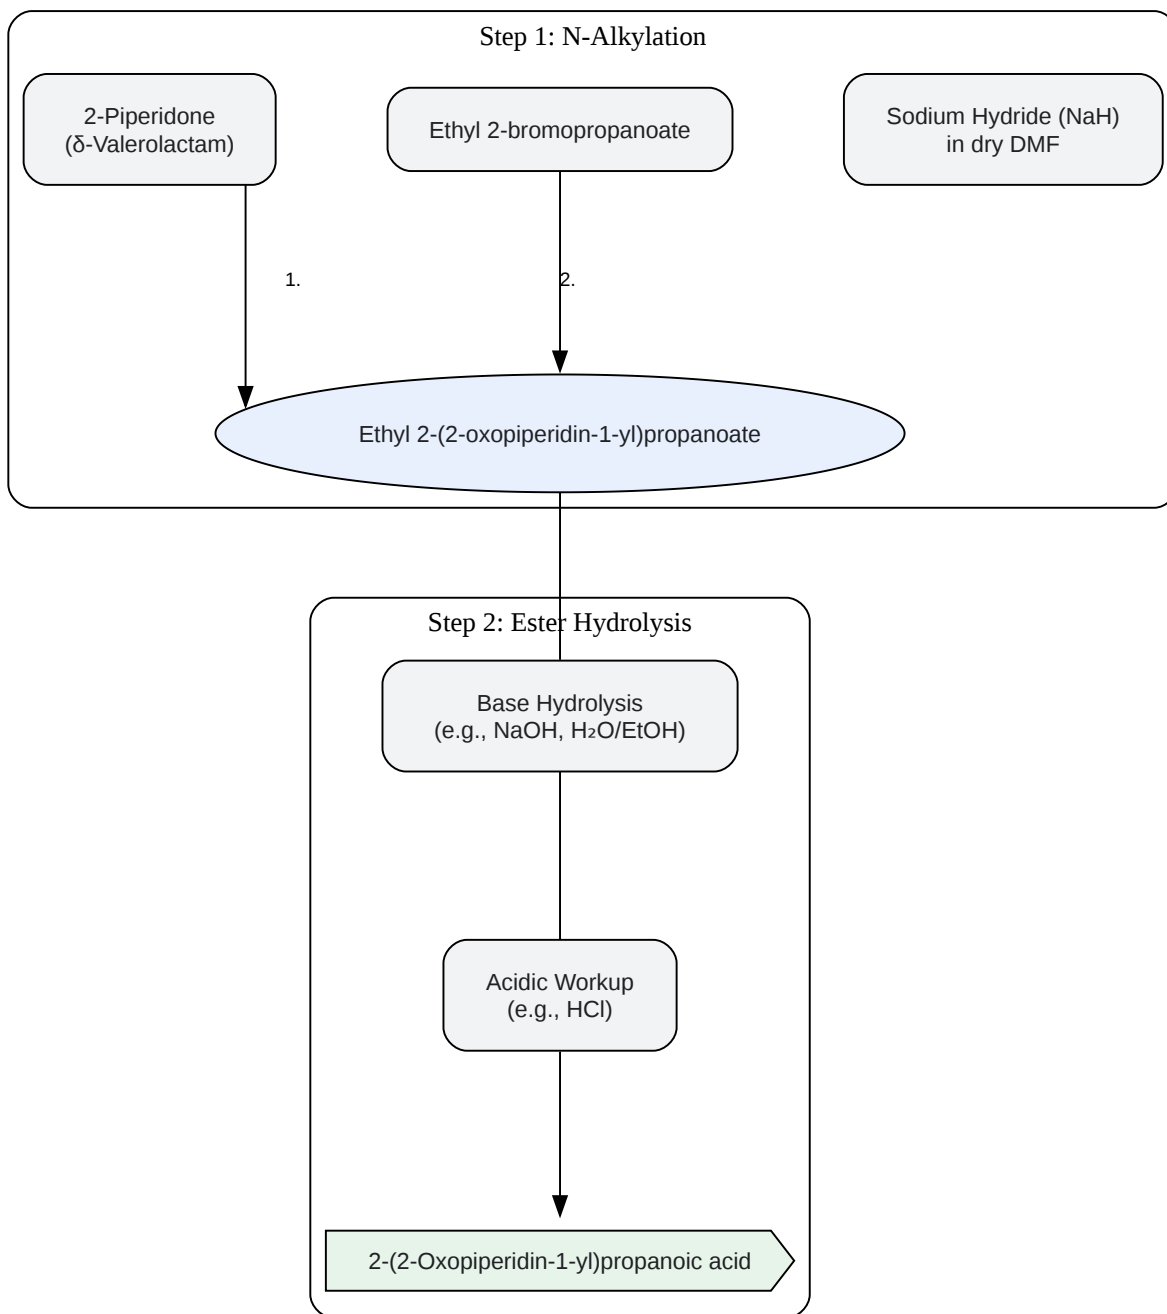 Step 1: N-Alkylation
2-Piperidone
(δ-Valerolactam)
Ethyl 2-bromopropanoate
Sodium Hydride (NaH)
in dry DMF
1.
2.
Ethyl 2-(2-oxopiperidin-1-yl)propanoate
Step 2: Ester Hydrolysis
Base Hydrolysis
(e.g., NaOH, H₂O/EtOH)
Acidic Workup
(e.g., HCl)
2-(2-Oxopiperidin-1-yl)propanoic acid